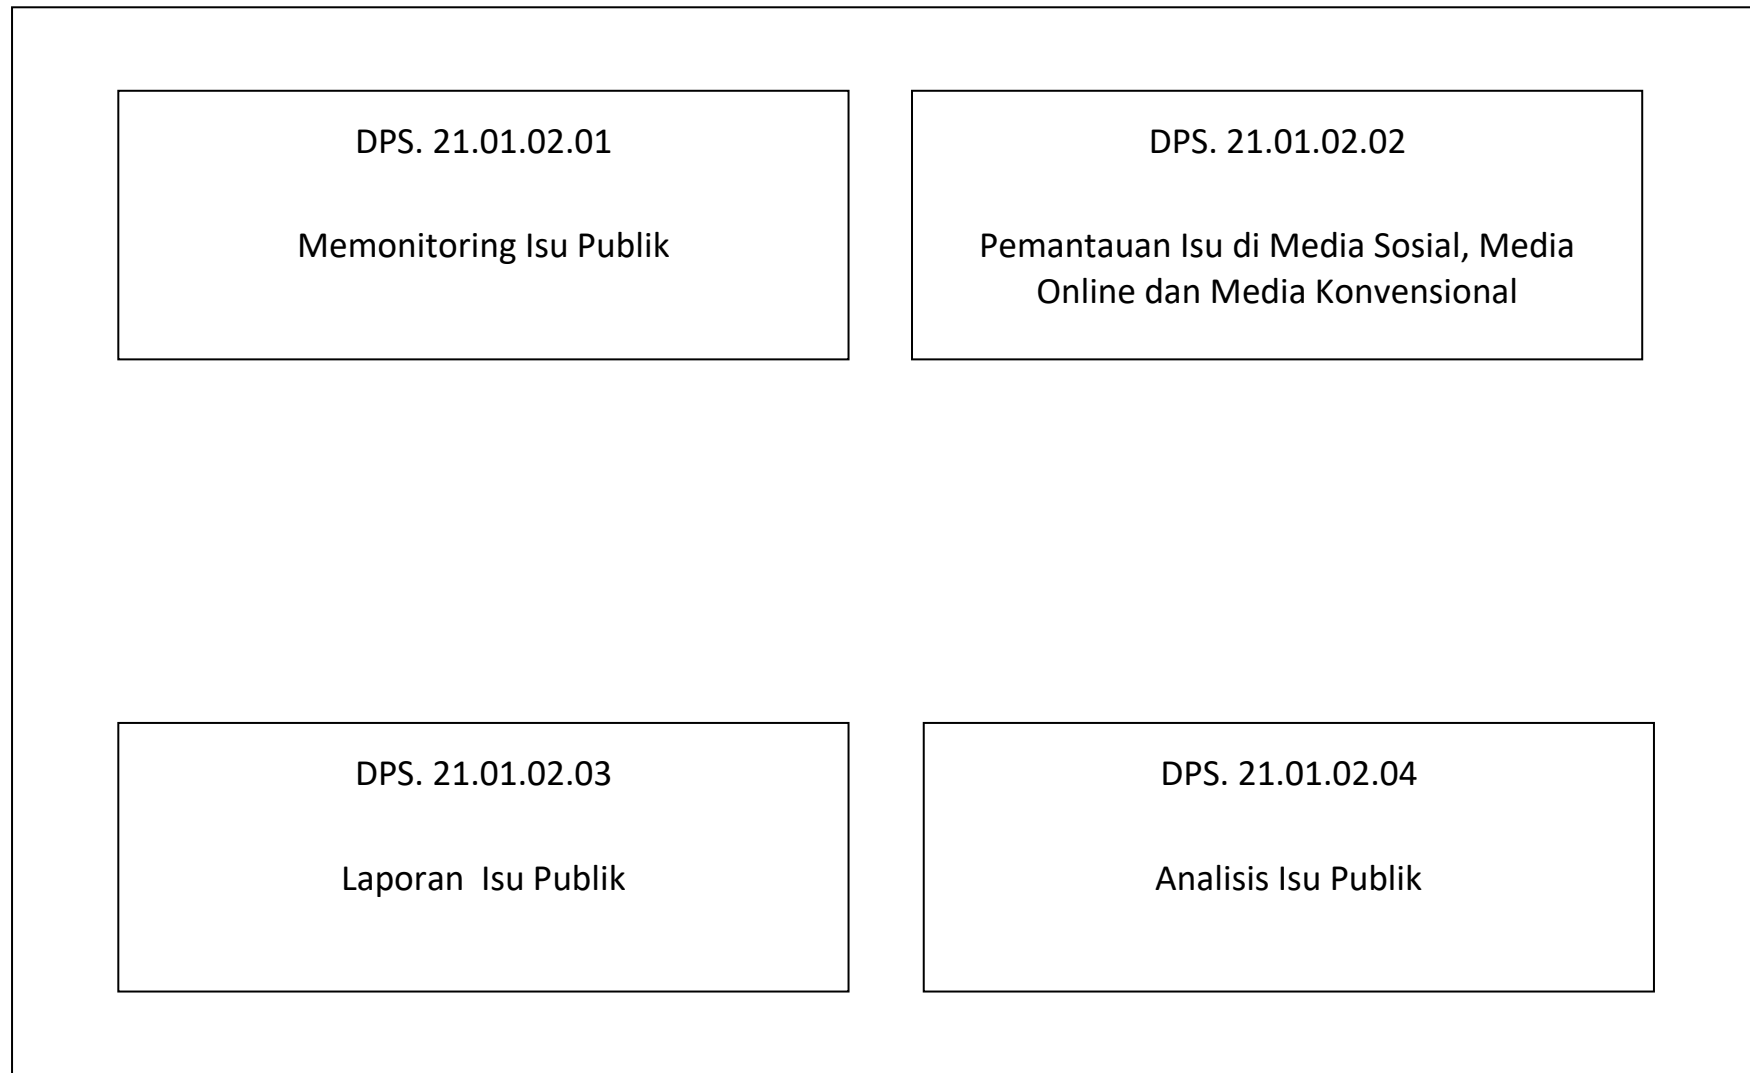 DPS. 21.01.02.01
Memonitoring Isu Publik
DPS. 21.01.02.02
Pemantauan Isu di Media Sosial, Media
Online dan Media Konvensional
DPS. 21.01.02.03
Laporan  Isu Publik
DPS. 21.01.02.04
Analisis Isu Publik